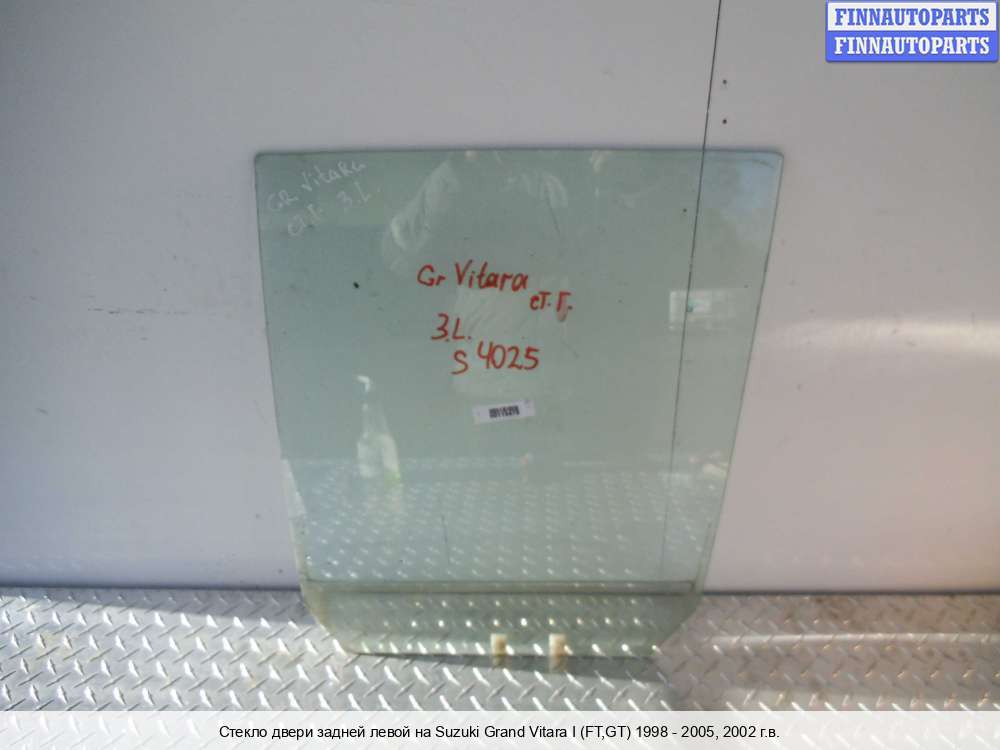 FINNAUTOPARTS
FINNAUTOPARTS
GR Vitara
ст.г. 3.L
Gr Vitara
ст. г.
3.L.
S 4025
Стекло двери задней левой на Suzuki Grand Vitara I (FT,GT) 1998 - 2005, 2002 г.в.